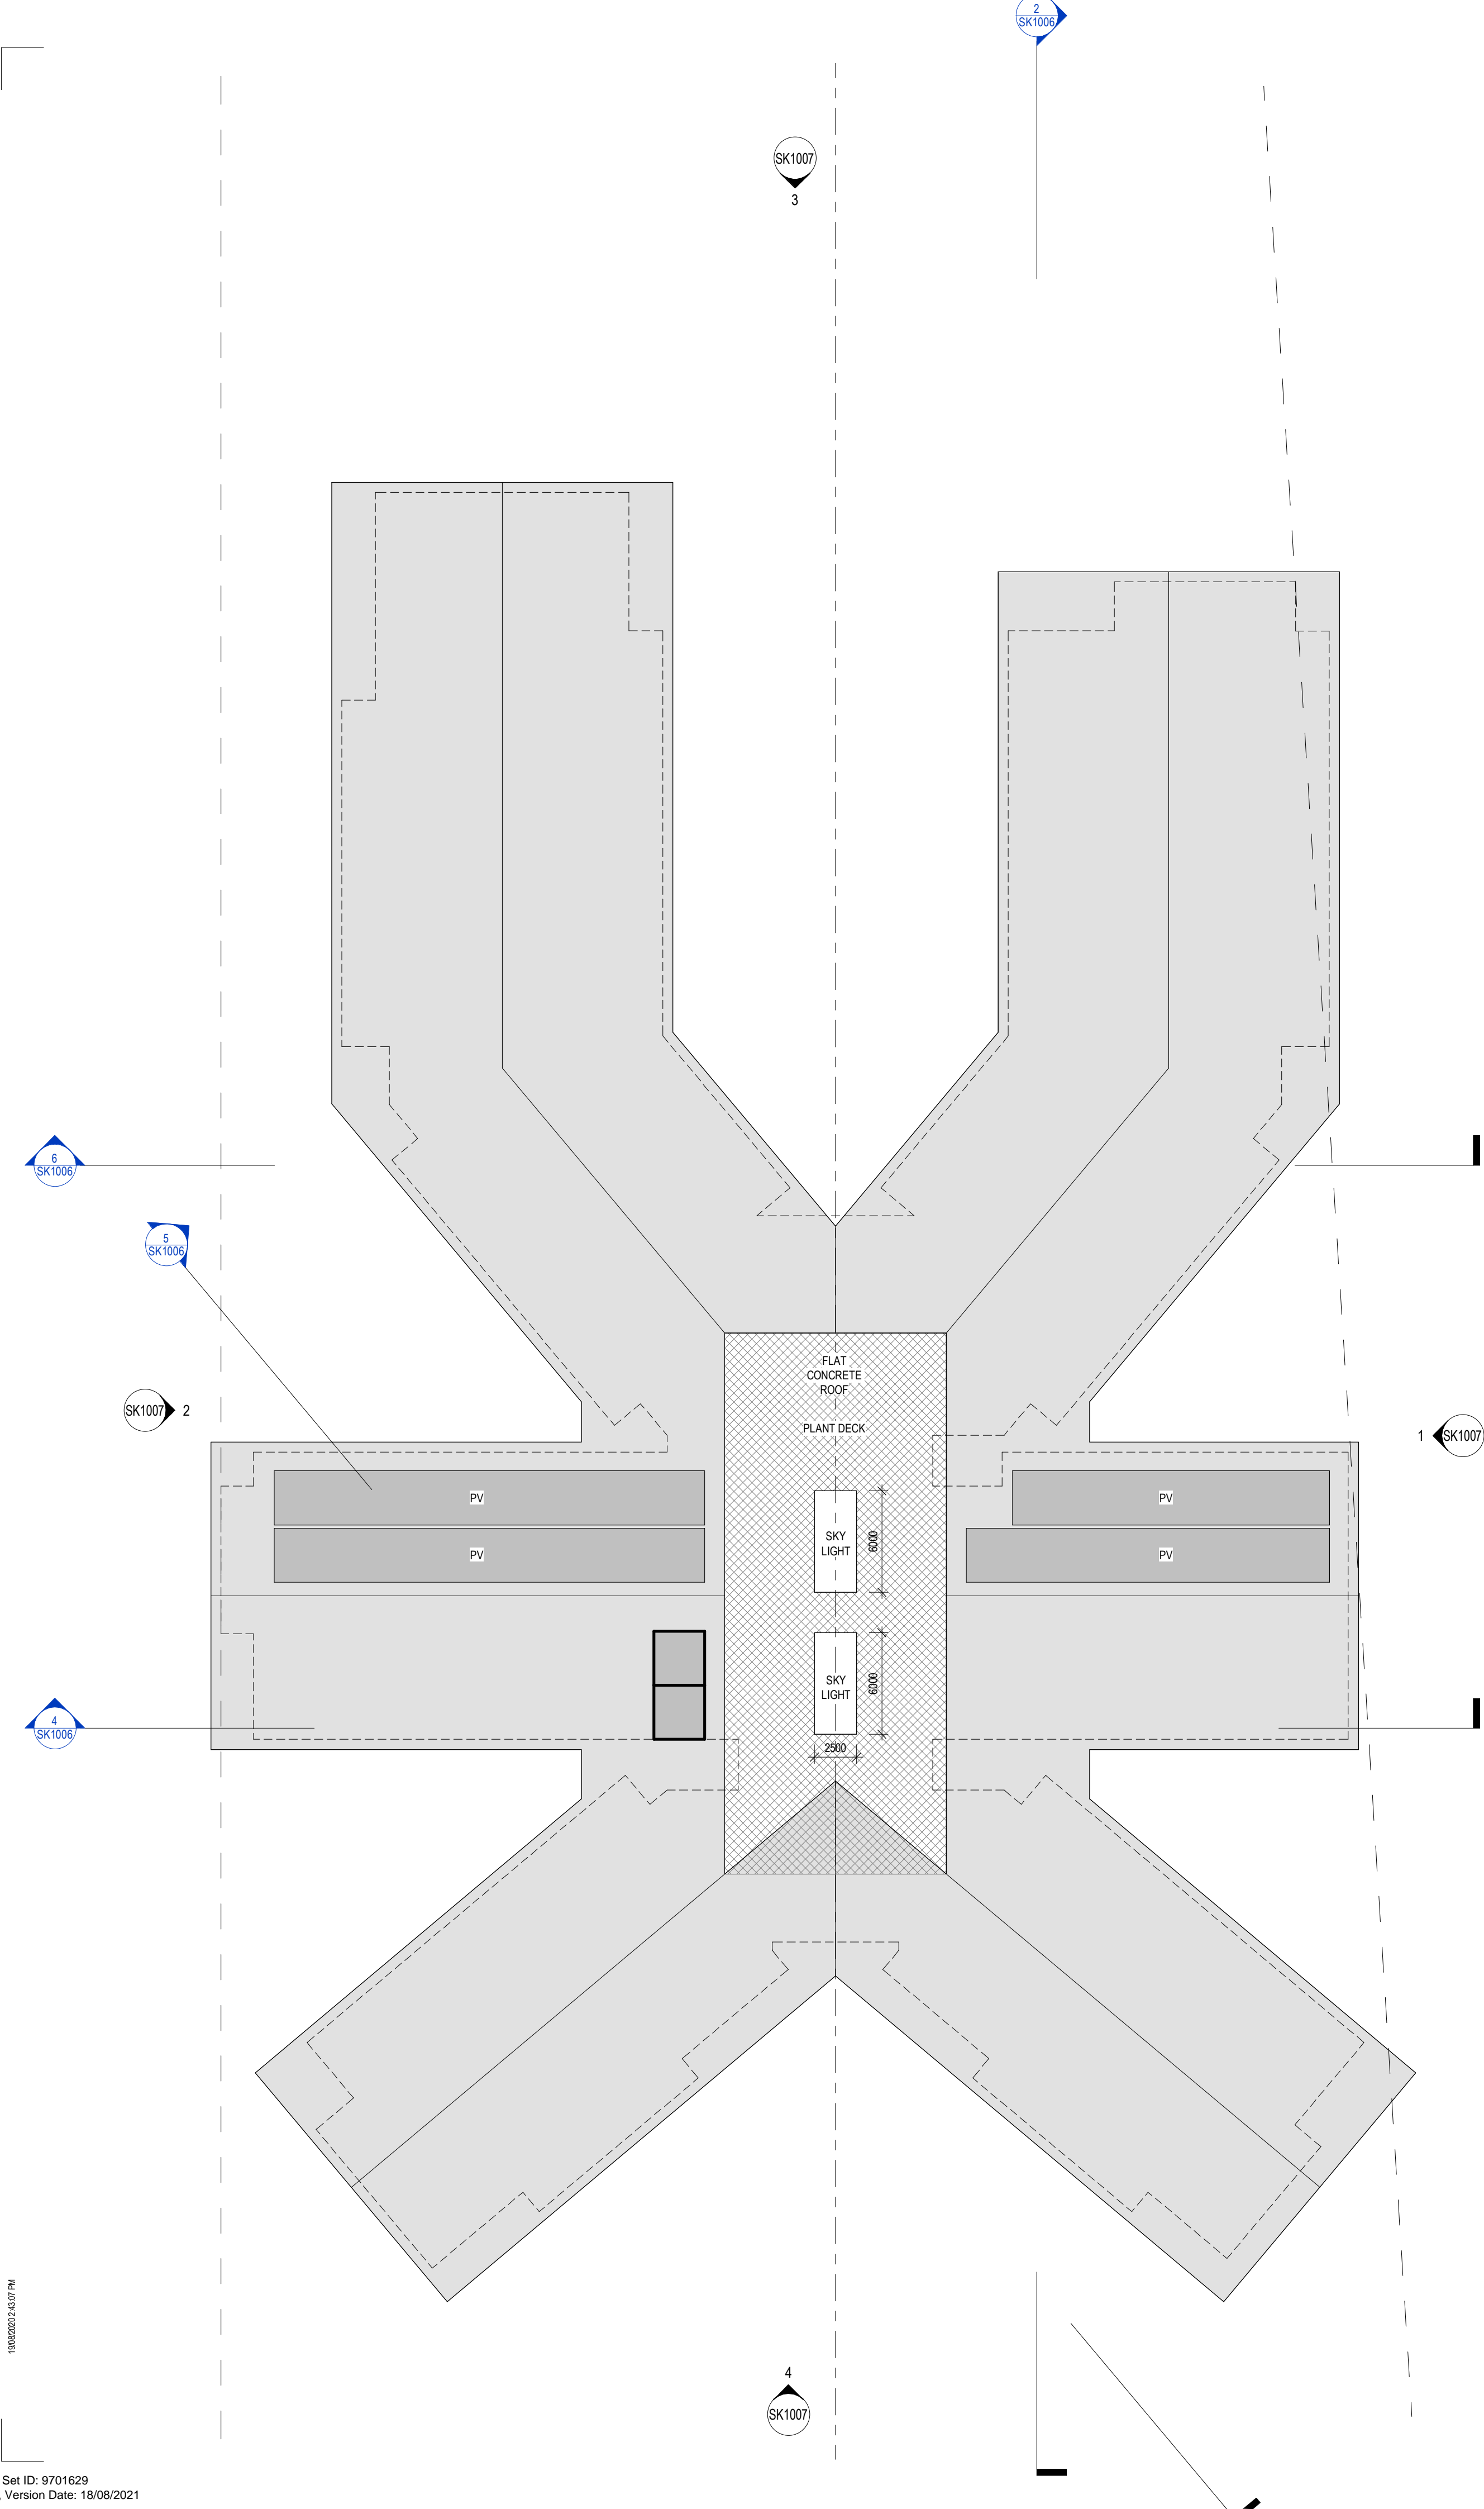 2
SK1006
SK1007
3
6
SK1006
5
SK1006
SK1007 2
1 SK1007
FLAT
CONCRETE
ROOF
PLANT DECK
PV
PV
PV
PV
SKY
LIGHT
6000
SKY
LIGHT
6000
2500
4
SK1006
4
SK1007
19/08/2020 2:43:07 PM
Set ID: 9701629
, Version Date: 18/08/2021